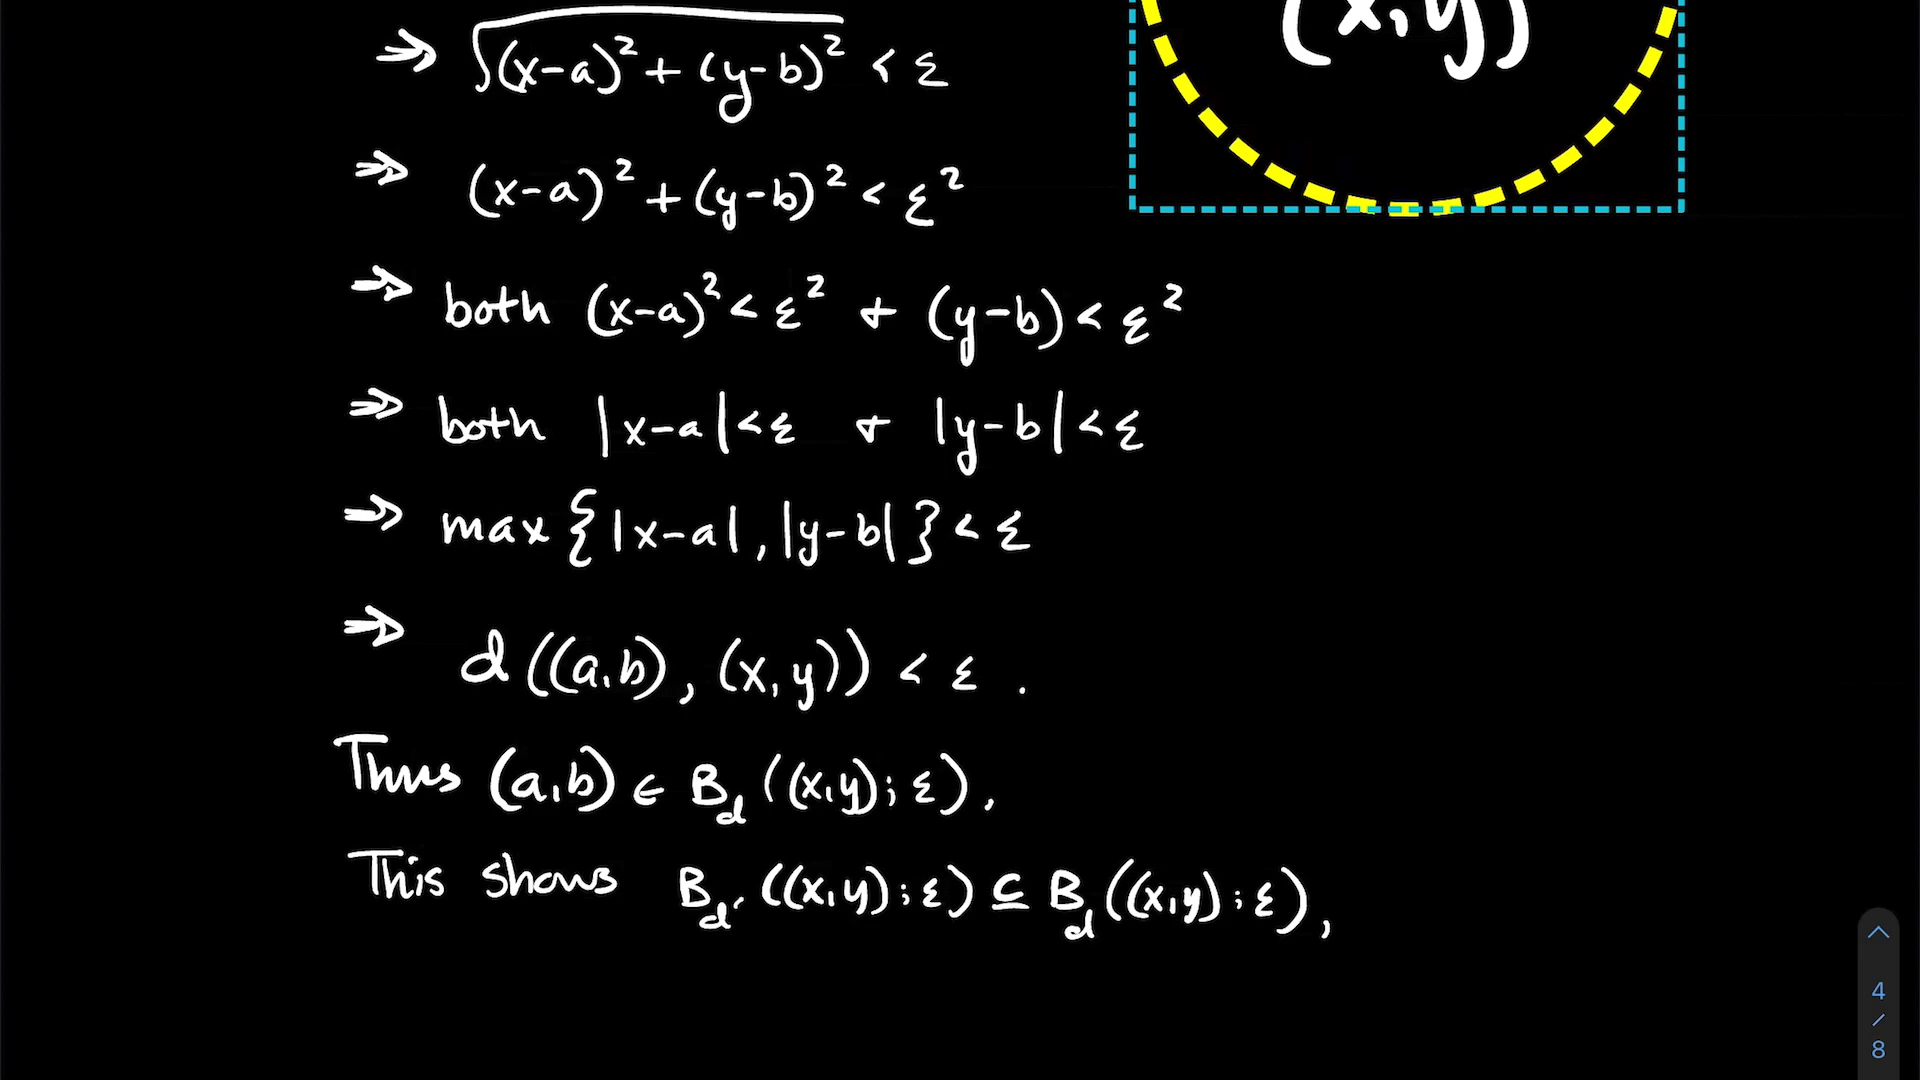 (x,y)
⇒ √((x-a)² + (y-b)²) < ε
⇒ (x-a)² + (y-b)² < ε²
⇒ both (x-a)² < ε² + (y-b) < ε²
⇒ both |x-a| < ε + |y-b| < ε
⇒ max {|x-a|, |y-b|} < ε
⇒ d((a,b), (x,y)) < ε .
Thus (a,b) ∈ B_d((x,y); ε).
This shows B_d'((x,y); ε) ⊆ B_d((x,y); ε),
4
/
8